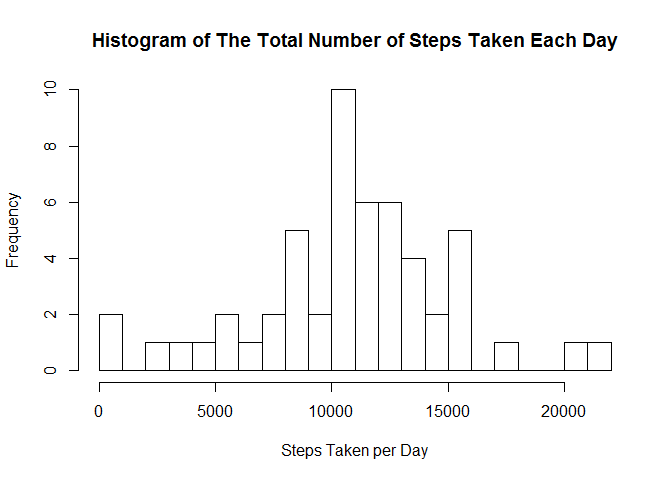 Histogram of The Total Number of Steps Taken Each Day
Frequency
10
8
6
4
2
0
0 5000 10000 15000 20000
Steps Taken per Day